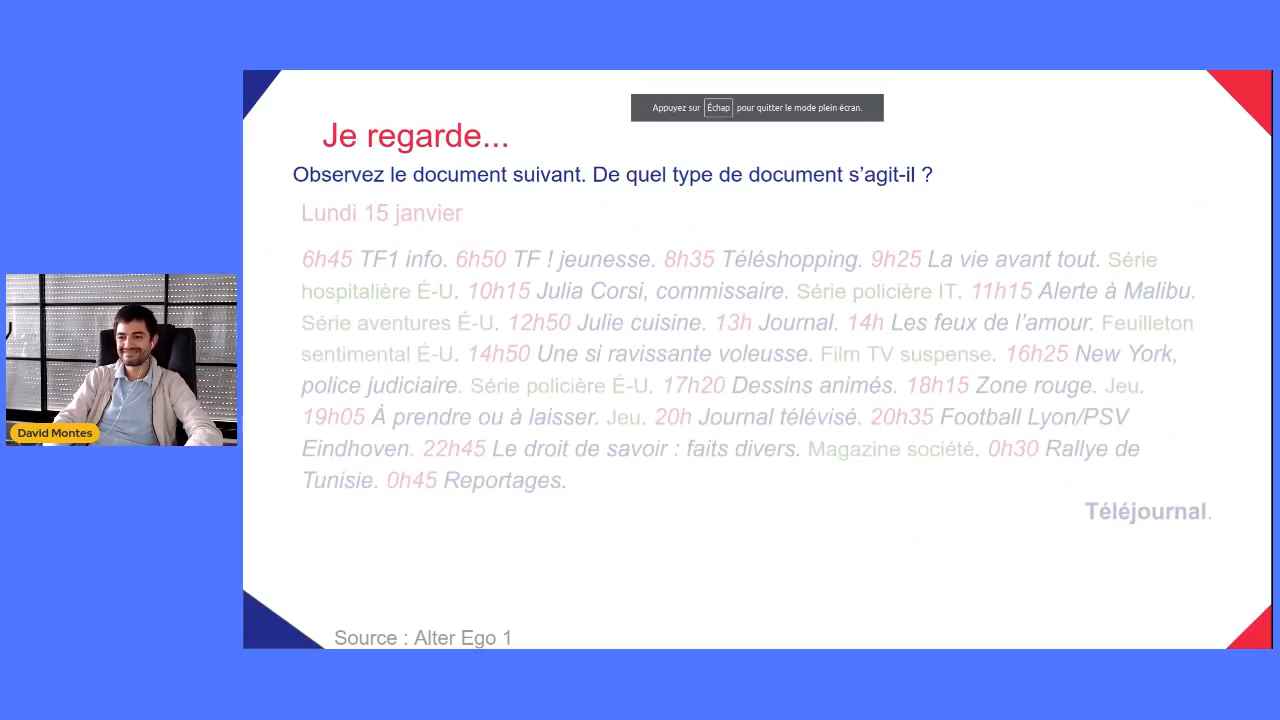 Appuyez sur Échap pour quitter le mode plein écran.
Je regarde...
Observez le document suivant. De quel type de document s’agit-il ?
Lundi 15 janvier
6h45 TF1 info. 6h50 TF ! jeunesse. 8h35 Téléshopping. 9h25 La vie avant tout. Série
hospitalière É-U. 10h15 Julia Corsi, commissaire. Série policière IT. 11h15 Alerte à Malibu.
Série aventures É-U. 12h50 Julie cuisine. 13h Journal 14h Les feux de l’amour. Feuilleton
sentimental É-U. 14h50 Une si ravissante voleusse. Film TV suspense. 16h25 New York,
police judiciaire. Série policière É-U. 17h20 Dessins animés. 18h15 Zone rouge. Jeu.
19h05 À prendre ou à laisser. Jeu. 20h Journal télévisé. 20h35 Football Lyon/PSV
Eindhoven. 22h45 Le droit de savoir : faits divers. Magazine société. 0h30 Rallye de
Tunisie. 0h45 Reportages.
Téléjournal.
David Montes
Source : Alter Ego 1